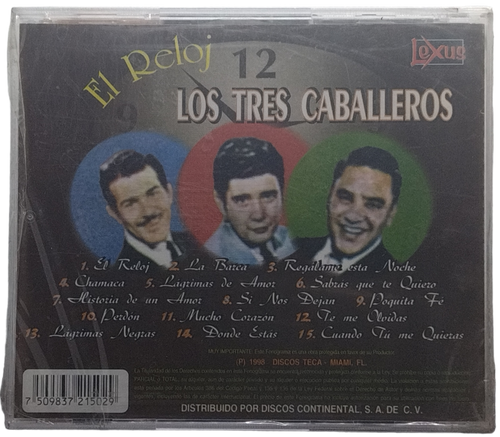 El Reloj
Lexus
12
LOS TRES CABALLEROS
9
1. El Reloj 2. La Barca 3. Regálame esta Noche
4. Chamaca 5. Lagrimas de Amor 6. Sabras que te Quiero
7. Historia de un Amor 8. Si Nos Dejan 9. Poquita Fé
10. Perdón 11. Mucho Corazón 12. Te me Olvidas
13. Lagrimas Negras 14. Donde Estás 15. Cuando Tu me Quieras
(P) 1998 DISCOS TECA - MIAMI, FL.
7 509837 215029
DISTRIBUIDO POR DISCOS CONTINENTAL, S. A. DE C. V.